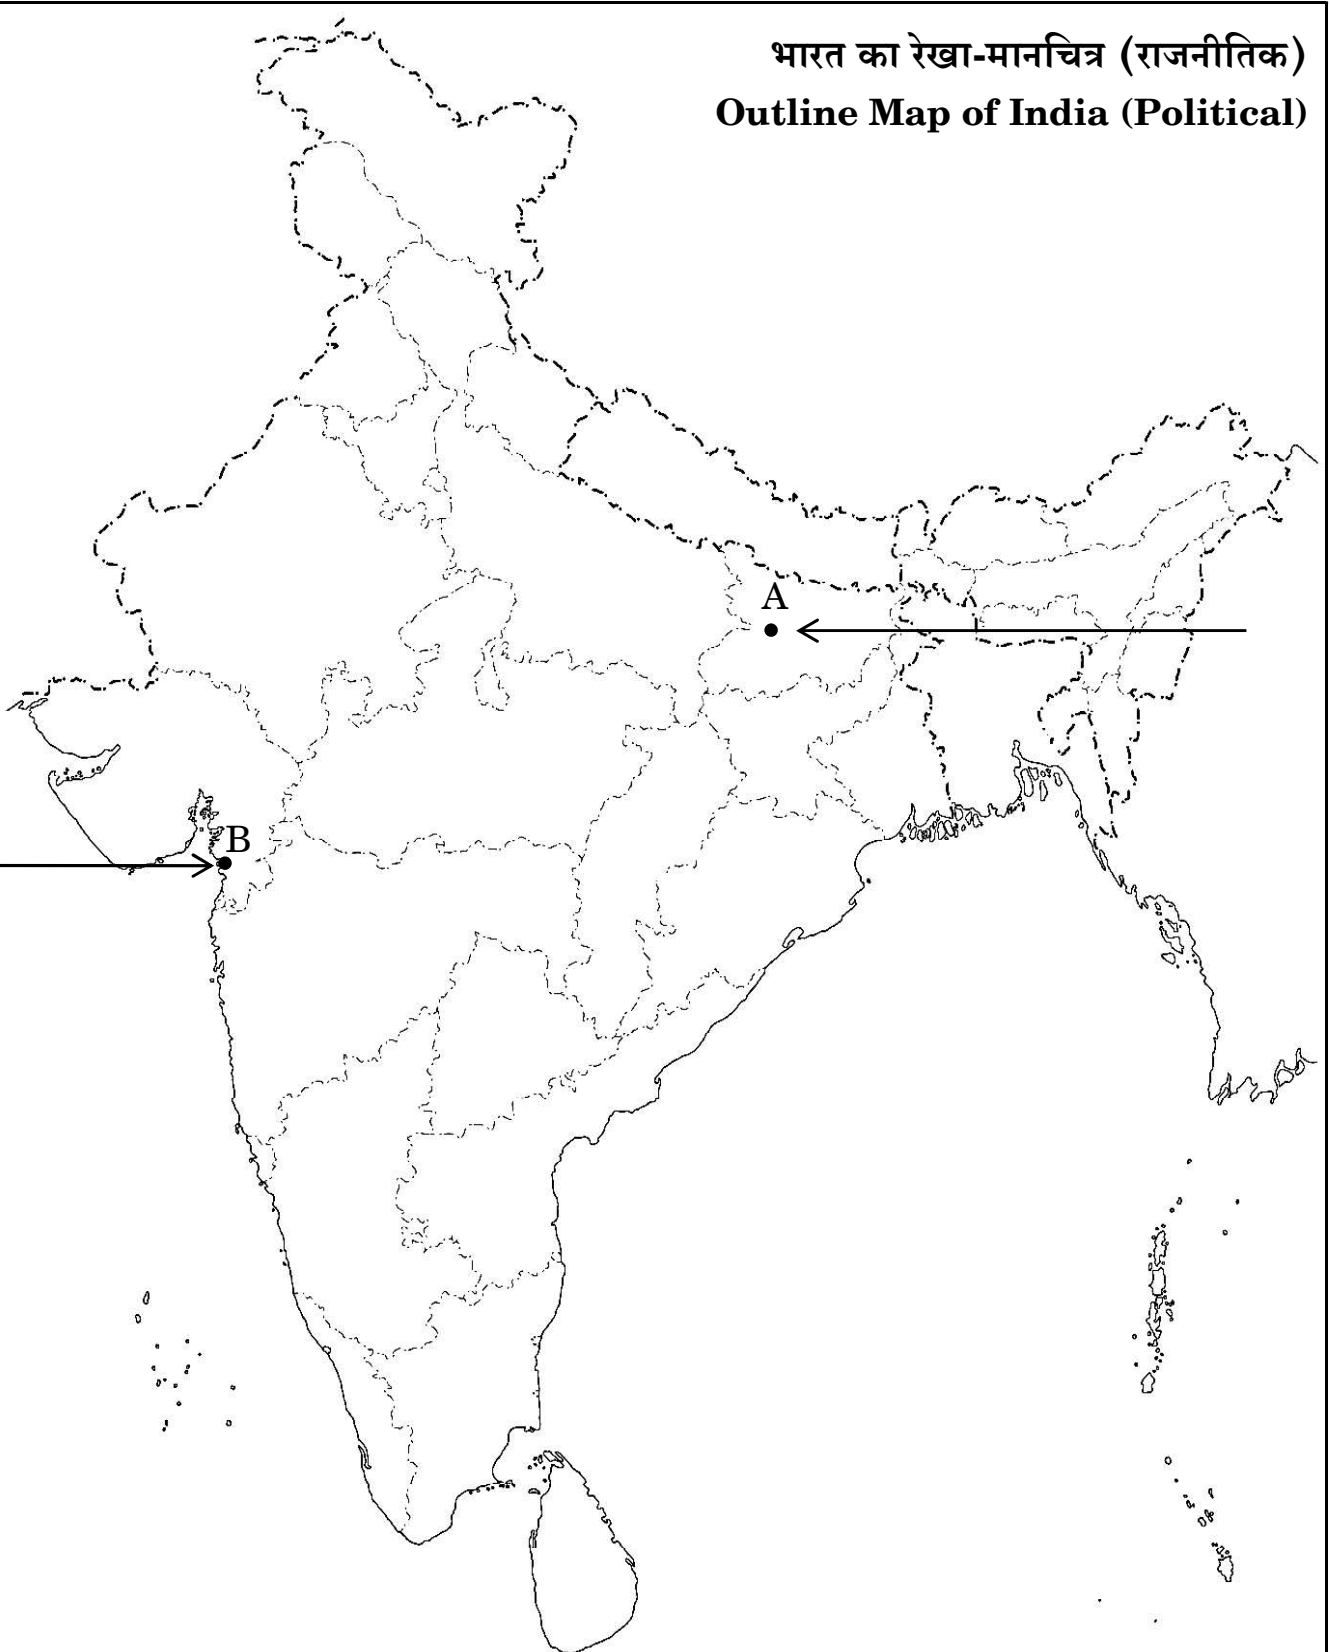 भारत का रेखा-मानचित्र (राजनीतिक)
Outline Map of India (Political)
A
B